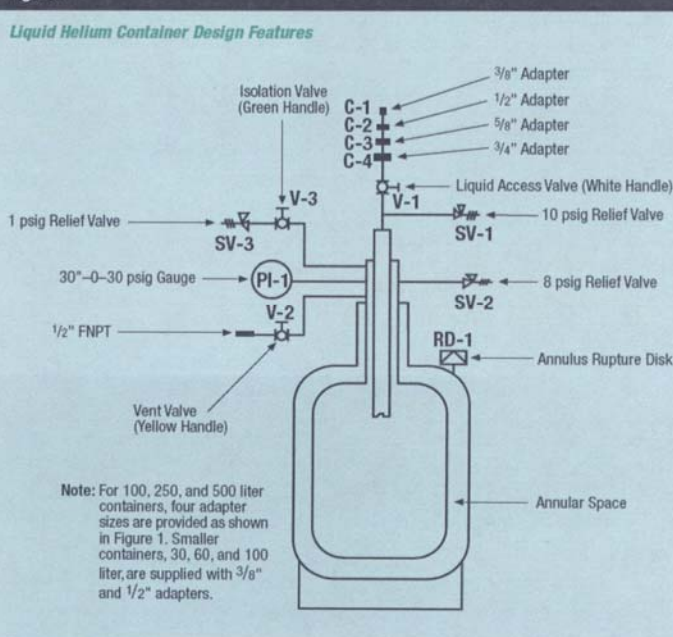 Liquid Helium Container Design Features
3/8" Adapter
Isolation Valve
(Green Handle)
C-1
1/2" Adapter
C-2
5/8" Adapter
C-3
C-4
3/4" Adapter
V-3
Liquid Access Valve (White Handle)
V-1
1 psig Relief Valve
10 psig Relief Valve
SV-3
SV-1
30"–0–30 psig Gauge
PI-1
8 psig Relief Valve
V-2
SV-2
1/2" FNPT
RD-1
Annulus Rupture Disk
Vent Valve
(Yellow Handle)
Note: For 100, 250, and 500 liter
containers, four adapter
sizes are provided as shown
in Figure 1. Smaller
containers, 30, 60, and 100
liter, are supplied with 3/8"
and 1/2" adapters.
Annular Space